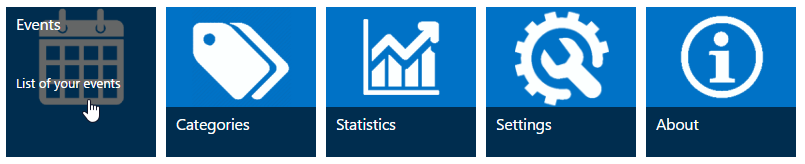 Events
List of your events
Categories
Statistics
Settings
About